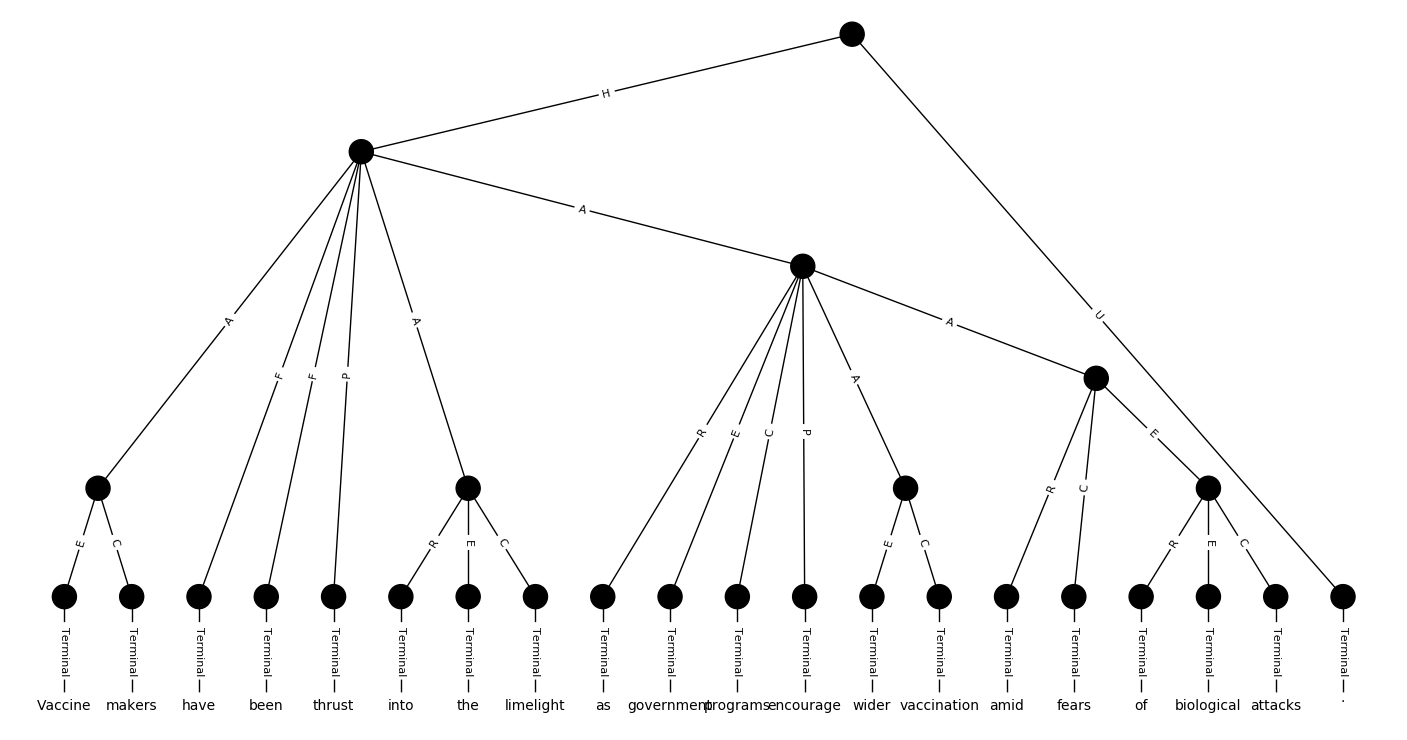 H
A
A
F
F
P
A
U
A
R
E
C
P
A
E
C
R
E
C
E
C
R
C
E
R
E
C
Terminal Terminal Terminal Terminal Terminal Terminal Terminal Terminal Terminal Terminal Terminal Terminal Terminal Terminal Terminal Terminal Terminal Terminal Terminal Terminal
Vaccine makers have been thrust into the limelight as government programs encourage wider vaccination amid fears of biological attacks .